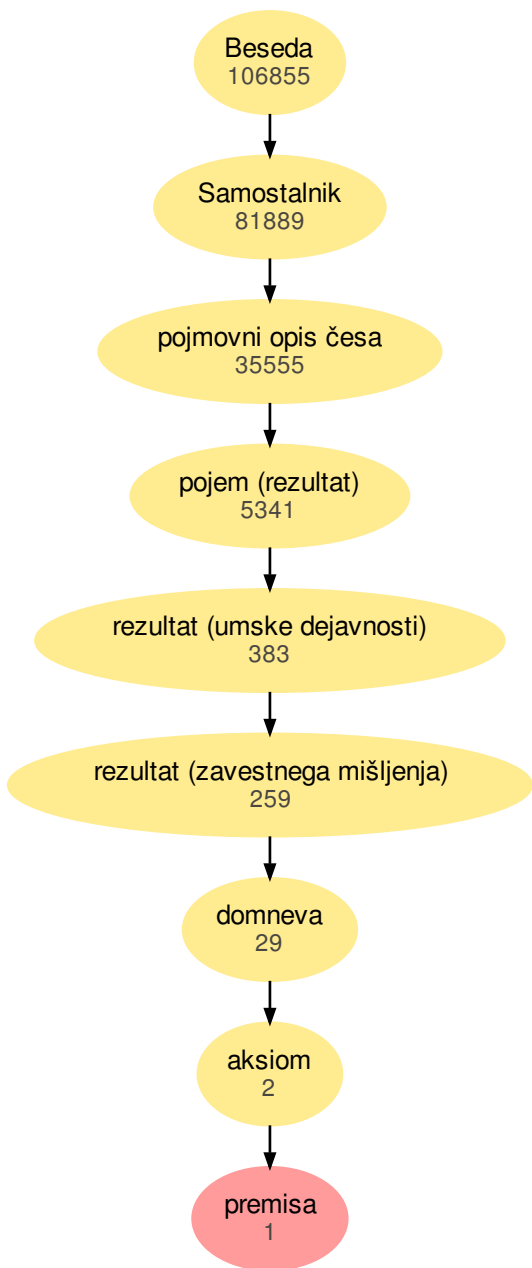 Beseda
106855
Samostalnik
81889
pojmovni opis česa
35555
pojem (rezultat)
5341
rezultat (umske dejavnosti)
383
rezultat (zavestnega mišljenja)
259
domneva
29
aksiom
2
premisa
1